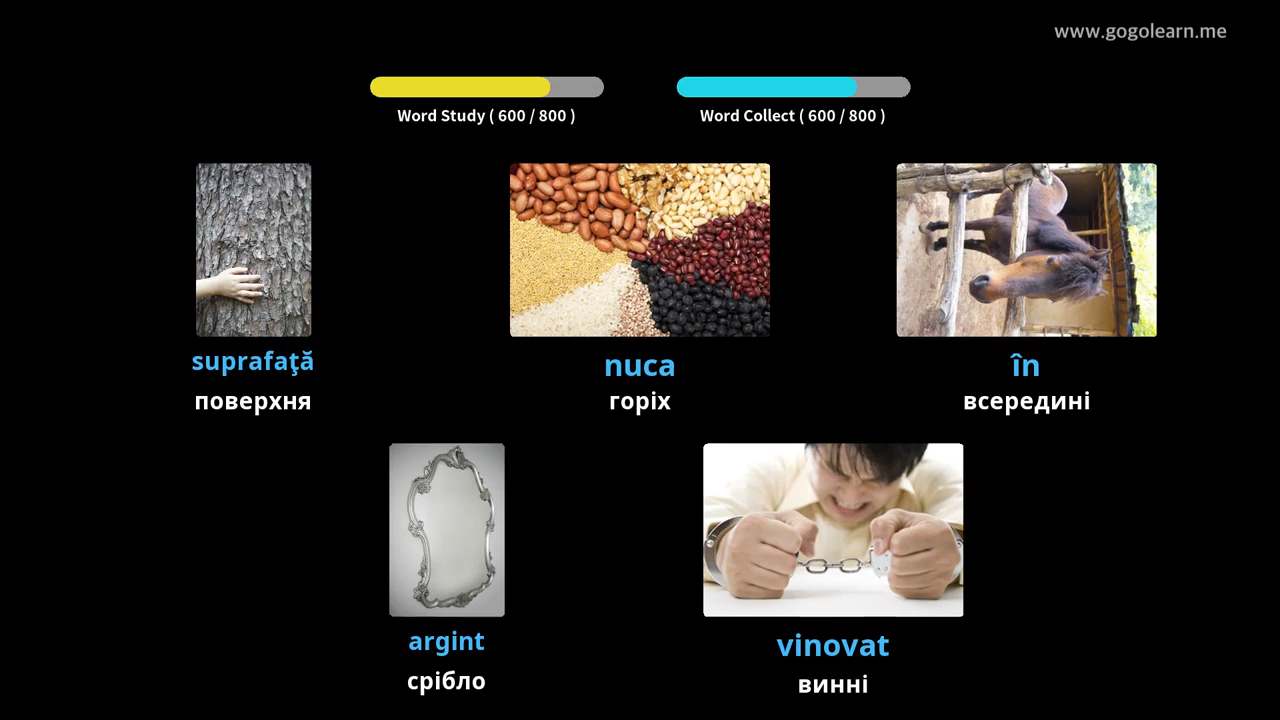 www.gogolearn.me
Word Study ( 600 / 800 )
Word Collect ( 600 / 800 )
suprafaţă
поверхня
nuca
горіх
în
всередині
argint
срібло
vinovat
винні